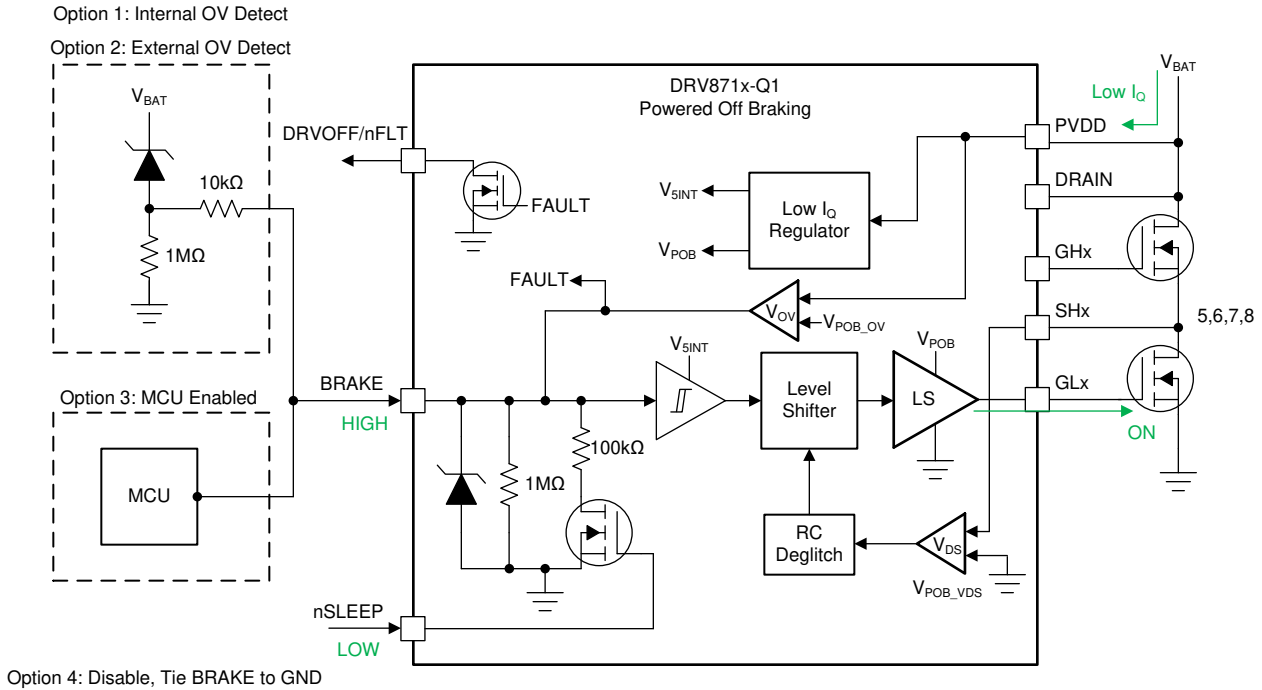 Option 1: Internal OV Detect
Option 2: External OV Detect
VBAT
10kΩ
1MΩ
Option 3: MCU Enabled
MCU
Option 4: Disable, Tie BRAKE to GND
DRV871x-Q1
Powered Off Braking
DRVOFF/nFLT
FAULT
V5INT
VPOB
Low IQ
Regulator
FAULT
VOV
VPOB_OV
BRAKE
HIGH
V5INT
Level
Shifter
VPOB
LS
100kΩ
1MΩ
RC
Deglitch
VDS
VPOB_VDS
nSLEEP
LOW
VBAT
Low IQ
PVDD
DRAIN
GHx
SHx
5,6,7,8
GLx
ON